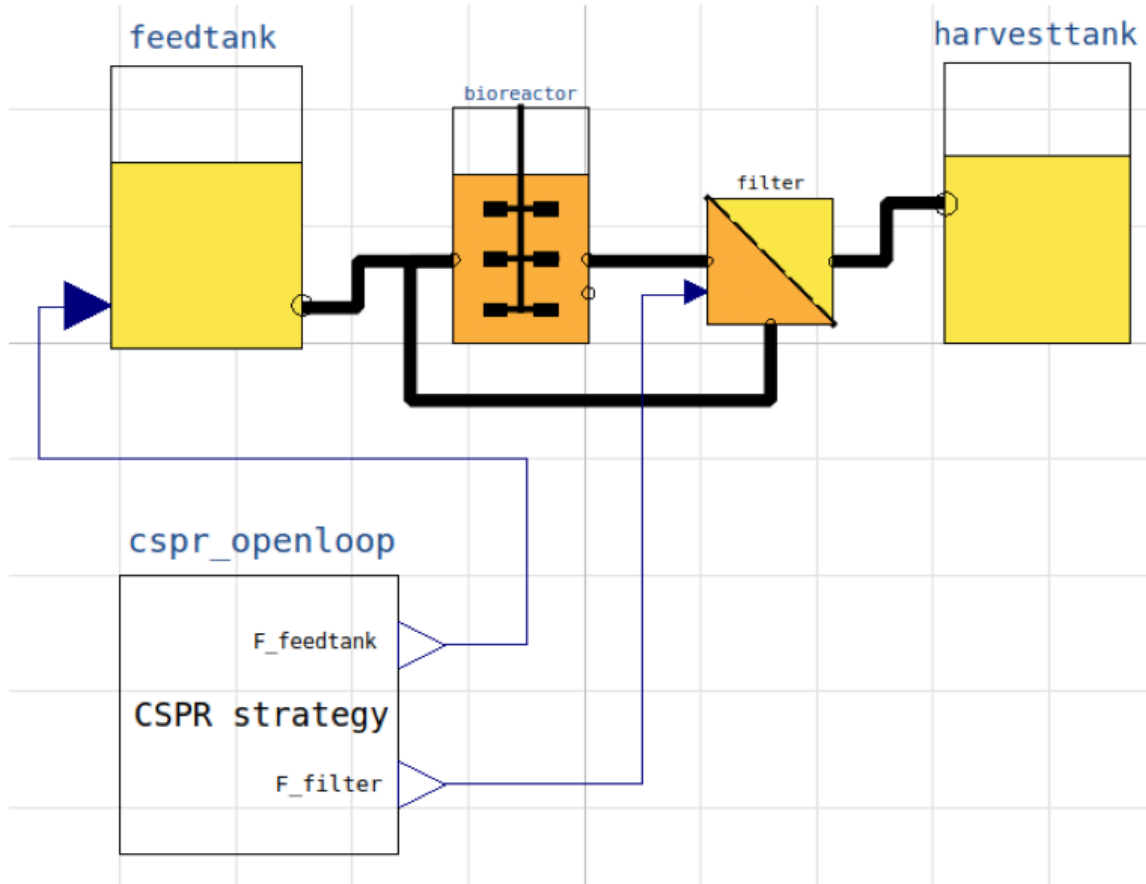 feedtank
harvesttank
bioreactor
filter
cspr_openloop
F_feedtank
CSPR strategy
F_filter